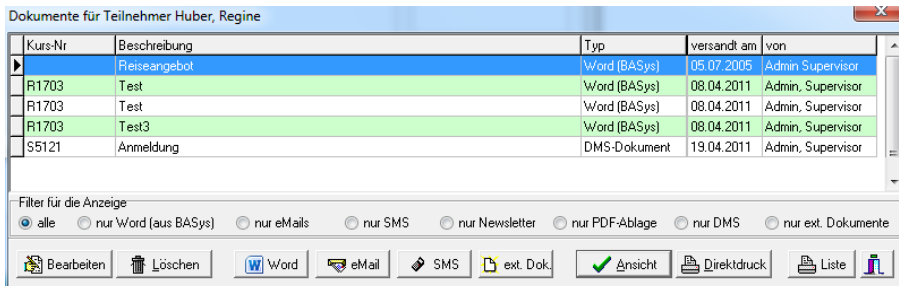 Dokumente für Teilnehmer Huber, Regine
Kurs-Nr Beschreibung Typ versandt am von
Reiseangebot Word (BASys) 05.07.2005 Admin Supervisor
R1703 Test Word (BASys) 08.04.2011 Admin, Supervisor
R1703 Test Word (BASys) 08.04.2011 Admin, Supervisor
R1703 Test3 Word (BASys) 08.04.2011 Admin, Supervisor
S5121 Anmeldung DMS-Dokument 19.04.2011 Admin, Supervisor
Filter für die Anzeige
alle nur Word (aus BASys) nur eMails nur SMS nur Newsletter nur PDF-Ablage nur DMS nur ext. Dokumente
Bearbeiten Löschen Word eMail SMS ext. Dok. Ansicht Direktdruck Liste